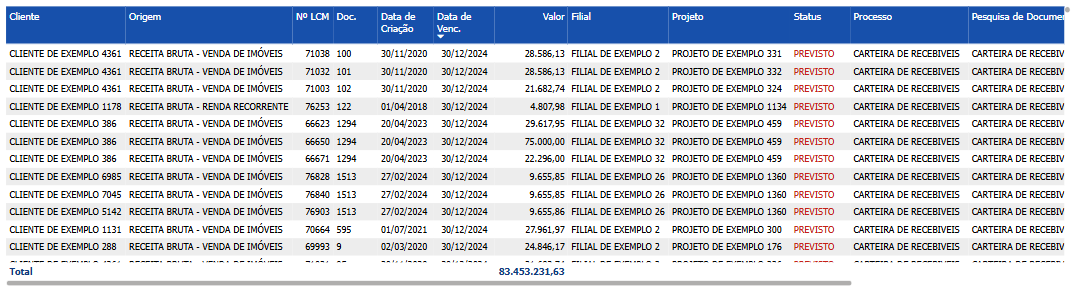 Cliente Origem Nº LCM Doc. Data de Criação Data de Venc. Valor Filial Projeto Status Processo Pesquisa de Documen
CLIENTE DE EXEMPLO 4361 RECEITA BRUTA - VENDA DE IMÓVEIS 71038 100 30/11/2020 30/12/2024 28.586,13 FILIAL DE EXEMPLO 2 PROJETO DE EXEMPLO 331 PREVISTO CARTEIRA DE RECEBIVEIS CARTEIRA DE RECEBIV
CLIENTE DE EXEMPLO 4361 RECEITA BRUTA - VENDA DE IMÓVEIS 71032 101 30/11/2020 30/12/2024 28.586,13 FILIAL DE EXEMPLO 2 PROJETO DE EXEMPLO 332 PREVISTO CARTEIRA DE RECEBIVEIS CARTEIRA DE RECEBIV
CLIENTE DE EXEMPLO 4361 RECEITA BRUTA - VENDA DE IMÓVEIS 71003 102 30/11/2020 30/12/2024 21.682,74 FILIAL DE EXEMPLO 2 PROJETO DE EXEMPLO 324 PREVISTO CARTEIRA DE RECEBIVEIS CARTEIRA DE RECEBIV
CLIENTE DE EXEMPLO 1178 RECEITA BRUTA - RENDA RECORRENTE 76253 122 01/04/2018 30/12/2024 4.807,98 FILIAL DE EXEMPLO 1 PROJETO DE EXEMPLO 1134 PREVISTO CARTEIRA DE RECEBIVEIS CARTEIRA DE RECEBIV
CLIENTE DE EXEMPLO 386 RECEITA BRUTA - VENDA DE IMÓVEIS 66623 1294 20/04/2023 30/12/2024 29.617,95 FILIAL DE EXEMPLO 32 PROJETO DE EXEMPLO 459 PREVISTO CARTEIRA DE RECEBIVEIS CARTEIRA DE RECEBIV
CLIENTE DE EXEMPLO 386 RECEITA BRUTA - VENDA DE IMÓVEIS 66650 1294 20/04/2023 30/12/2024 75.000,00 FILIAL DE EXEMPLO 32 PROJETO DE EXEMPLO 459 PREVISTO CARTEIRA DE RECEBIVEIS CARTEIRA DE RECEBIV
CLIENTE DE EXEMPLO 386 RECEITA BRUTA - VENDA DE IMÓVEIS 66671 1294 20/04/2023 30/12/2024 22.296,00 FILIAL DE EXEMPLO 32 PROJETO DE EXEMPLO 459 PREVISTO CARTEIRA DE RECEBIVEIS CARTEIRA DE RECEBIV
CLIENTE DE EXEMPLO 6985 RECEITA BRUTA - VENDA DE IMÓVEIS 76828 1513 27/02/2024 30/12/2024 9.655,85 FILIAL DE EXEMPLO 26 PROJETO DE EXEMPLO 1360 PREVISTO CARTEIRA DE RECEBIVEIS CARTEIRA DE RECEBIV
CLIENTE DE EXEMPLO 7045 RECEITA BRUTA - VENDA DE IMÓVEIS 76840 1513 27/02/2024 30/12/2024 9.655,85 FILIAL DE EXEMPLO 26 PROJETO DE EXEMPLO 1360 PREVISTO CARTEIRA DE RECEBIVEIS CARTEIRA DE RECEBIV
CLIENTE DE EXEMPLO 5142 RECEITA BRUTA - VENDA DE IMÓVEIS 76903 1513 27/02/2024 30/12/2024 9.655,86 FILIAL DE EXEMPLO 26 PROJETO DE EXEMPLO 1360 PREVISTO CARTEIRA DE RECEBIVEIS CARTEIRA DE RECEBIV
CLIENTE DE EXEMPLO 1131 RECEITA BRUTA - VENDA DE IMÓVEIS 70664 595 01/07/2021 30/12/2024 27.961,97 FILIAL DE EXEMPLO 2 PROJETO DE EXEMPLO 300 PREVISTO CARTEIRA DE RECEBIVEIS CARTEIRA DE RECEBIV
CLIENTE DE EXEMPLO 288 RECEITA BRUTA - VENDA DE IMÓVEIS 69993 9 02/03/2020 30/12/2024 24.846,17 FILIAL DE EXEMPLO 2 PROJETO DE EXEMPLO 176 PREVISTO CARTEIRA DE RECEBIVEIS CARTEIRA DE RECEBIV
Total 83.453.231,63